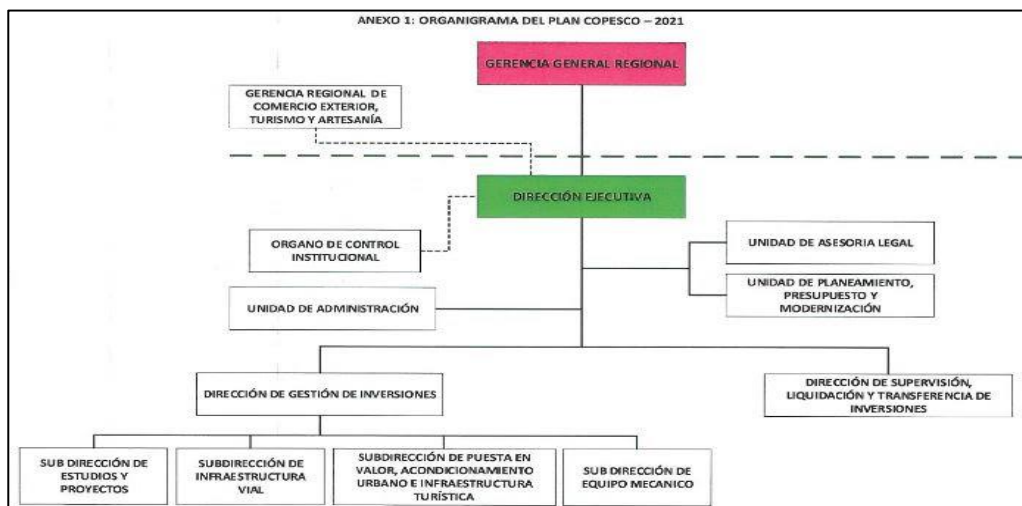 ANEXO 1: ORGANIGRAMA DEL PLAN COPESCO – 2021
GERENCIA GENERAL REGIONAL
GERENCIA REGIONAL DE
COMERCIO EXTERIOR,
TURISMO Y ARTESANÍA
DIRECCIÓN EJECUTIVA
ORGANO DE CONTROL
INSTITUCIONAL
UNIDAD DE ASESORIA LEGAL
UNIDAD DE PLANEAMIENTO,
PRESUPUESTO Y
MODERNIZACIÓN
UNIDAD DE ADMINISTRACIÓN
DIRECCIÓN DE GESTIÓN DE INVERSIONES
DIRECCIÓN DE SUPERVISIÓN,
LIQUIDACIÓN Y TRANSFERENCIA DE
INVERSIONES
SUB DIRECCIÓN DE
ESTUDIOS Y
PROYECTOS
SUBDIRECCIÓN DE
INFRAESTRUCTURA
VIAL
SUBDIRECCIÓN DE PUESTA EN
VALOR, ACONDICIONAMIENTO
URBANO E INFRAESTRUCTURA
TURÍSTICA
SUB DIRECCIÓN DE
EQUIPO MECANICO